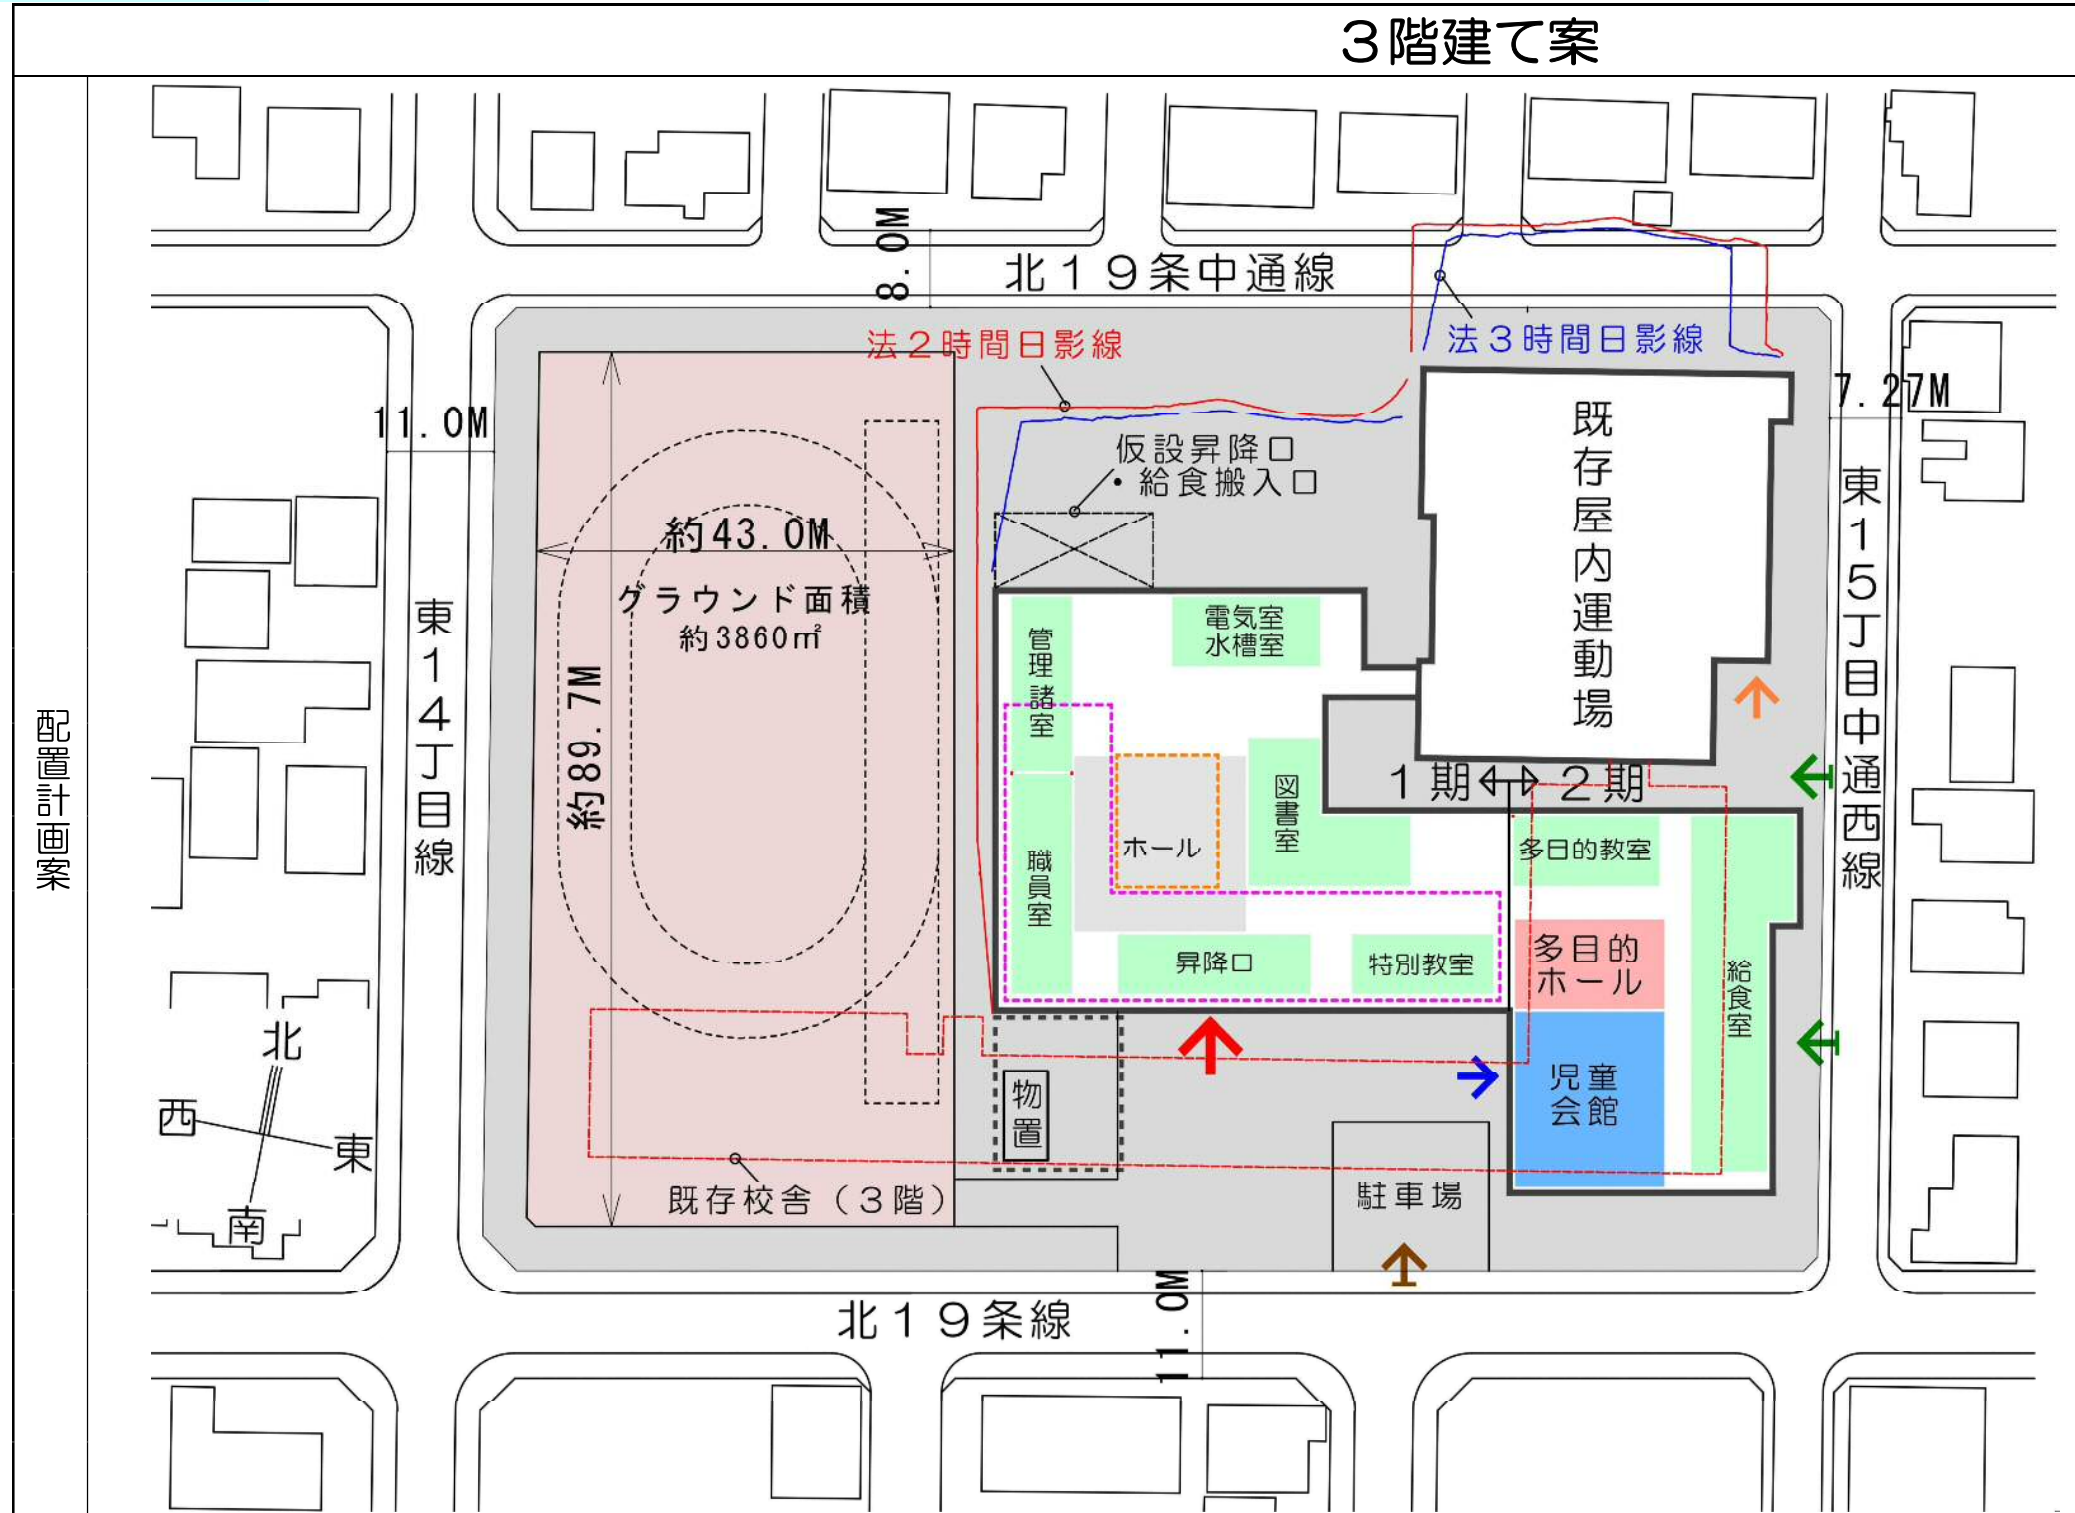 ３階建て案
配置計画案
8.0M
北１９条中通線
法２時間日影線
法３時間日影線
11.0M
7.27M
仮設昇降口
・給食搬入口
既存屋内運動場
東１５丁目中通西線
約43.0M
グラウンド面積
約3860㎡
約89.7M
東１４丁目線
管理諸室
電気室
水槽室
１期
２期
図書室
ホール
職員室
多日的教室
昇降口
特別教室
多目的
ホール
給食室
児童
会館
物置
北
西
東
南
既存校舎（３階）
駐車場
北１９条線
11.0M